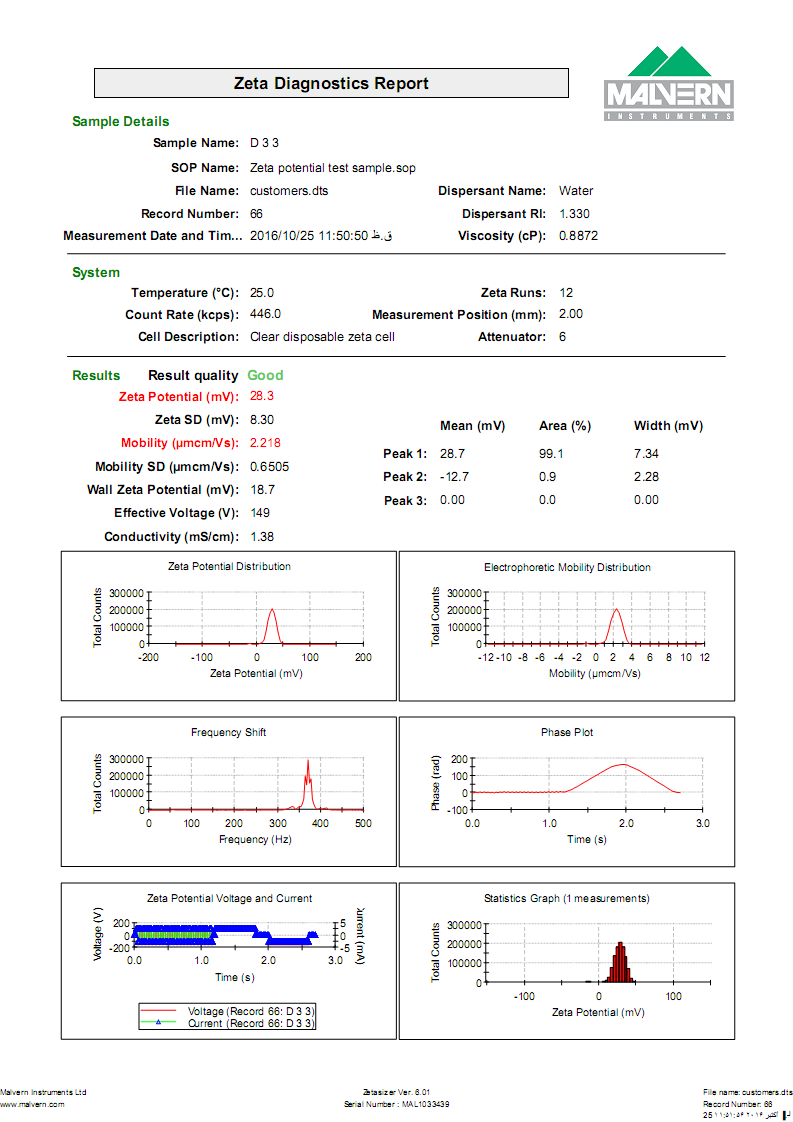 Zeta Diagnostics Report
MALVERN
INSTRUMENTS
Sample Details
Sample Name: D 3 3
SOP Name: Zeta potential test sample.sop
File Name: customers.dts Dispersant Name: Water
Record Number: 66 Dispersant RI: 1.330
Measurement Date and Tim... 2016/10/25 11:50:50 ق.ظ Viscosity (cP): 0.8872
System
Temperature (°C): 25.0 Zeta Runs: 12
Count Rate (kcps): 446.0 Measurement Position (mm): 2.00
Cell Description: Clear disposable zeta cell Attenuator: 6
Results Result quality Good
Zeta Potential (mV): 28.3
Zeta SD (mV): 8.30 Mean (mV) Area (%) Width (mV)
Mobility (µmcm/Vs): 2.218 Peak 1: 28.7 99.1 7.34
Mobility SD (µmcm/Vs): 0.6505 Peak 2: -12.7 0.9 2.28
Wall Zeta Potential (mV): 18.7 Peak 3: 0.00 0.0 0.00
Effective Voltage (V): 149
Conductivity (mS/cm): 1.38
Zeta Potential Distribution
Total Counts
300000
200000
100000
0
-200 -100 0 100 200
Zeta Potential (mV)
Electrophoretic Mobility Distribution
Total Counts
300000
200000
100000
0
-12 -10 -8 -6 -4 -2 0 2 4 6 8 10 12
Mobility (µmcm/Vs)
Frequency Shift
Total Counts
300000
200000
100000
0
0 100 200 300 400 500
Frequency (Hz)
Phase Plot
Phase (rad)
200
100
0
-100
0.0 1.0 2.0 3.0
Time (s)
Zeta Potential Voltage and Current
Voltage (V)
200
0
-200
5
0
-5
Current (mA)
0.0 1.0 2.0 3.0
Time (s)
Voltage (Record 66: D 3 3)
Current (Record 66: D 3 3)
Statistics Graph (1 measurements)
Total Counts
300000
200000
100000
0
-100 0 100
Zeta Potential (mV)
Malvern Instruments Ltd Zetasizer Ver. 6.01 File name: customers.dts
www.malvern.com Serial Number : MAL1033439 Record Number: 66
25 ۱۱:۵۱:۵۶ ۲۰۱۶ أكتبر